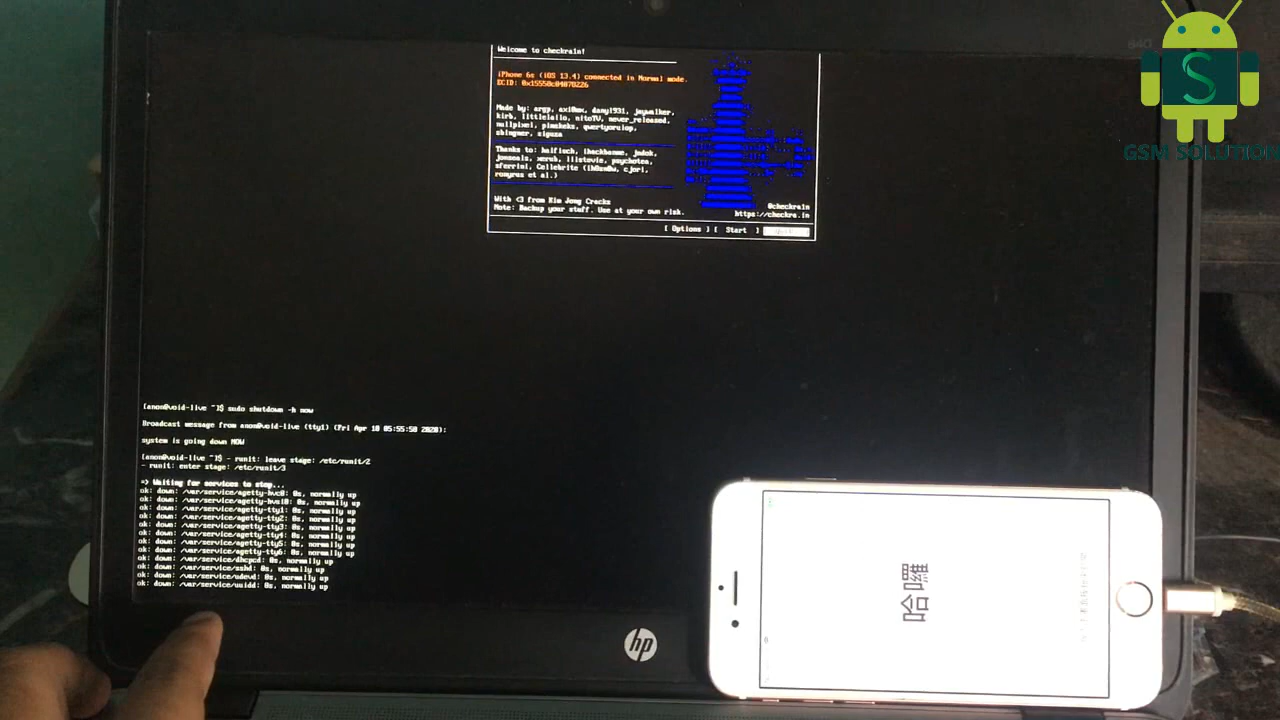 Welcome to checkra1n!
iPhone 6s (iOS 13.4) connected in Normal mode.
Made by: argp, axi0mx, danyl931, jaywalker,
kirb, littlelailo, nitoTV, never_released,
nullpixel, pimskeks, qwertyoruiop,
sbingner, siguza
Thanks to: haifisch, ihackbanme, jndok,
jonseals, xerub, lilstevie, psychotea,
sferrini, Cellebrite (ih0sn0w, cjori,
ronyrus et al.)
With <3 from Kim Jong Cracks
Note: Backup your stuff. Use at your own risk.
@checkra1n
https://checkra.in
[ Options ] [ Start ]
[anon@void-live ~]$ sudo shutdown -h now
Broadcast message from anon@void-live (tty1) (Fri Apr 10 05:55:50 2020):
system is going down NOW
[anon@void-live ~]$ - runit: leave stage: /etc/runit/2
- runit: enter stage: /etc/runit/3
=> Waiting for services to stop...
ok: down: /var/service/agetty-hvc0: 0s, normally up
ok: down: /var/service/agetty-hvsi0: 0s, normally up
ok: down: /var/service/agetty-tty1: 0s, normally up
ok: down: /var/service/agetty-tty2: 0s, normally up
ok: down: /var/service/agetty-tty3: 0s, normally up
ok: down: /var/service/agetty-tty4: 0s, normally up
ok: down: /var/service/agetty-tty5: 0s, normally up
ok: down: /var/service/agetty-tty6: 0s, normally up
ok: down: /var/service/dhcpcd: 0s, normally up
ok: down: /var/service/sshd: 0s, normally up
ok: down: /var/service/udevd: 0s, normally up
ok: down: /var/service/uuidd: 0s, normally up
hp
哈囉
S
GSM SOLUTION